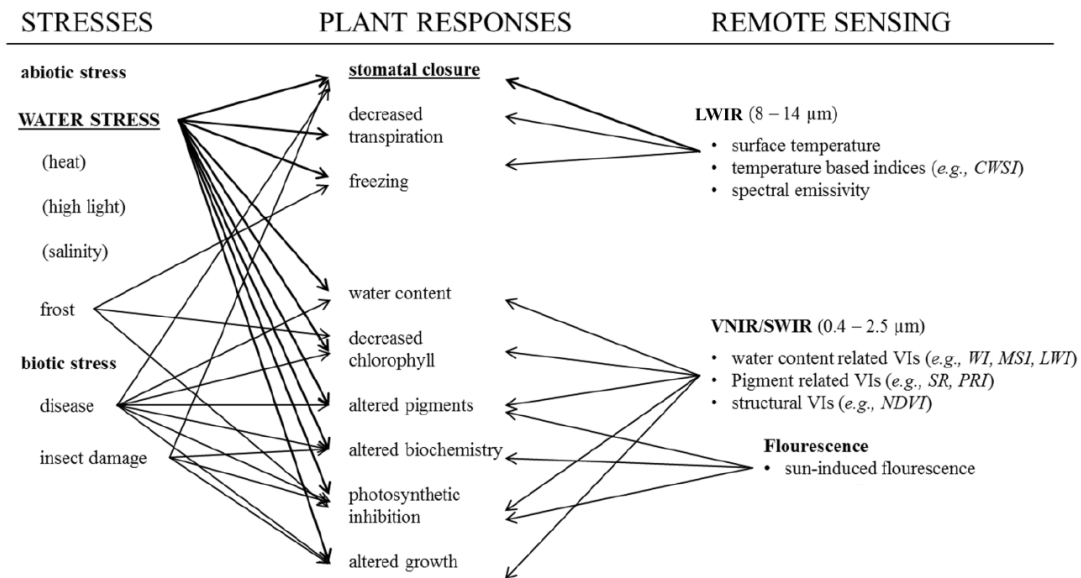 STRESSES
PLANT RESPONSES
REMOTE SENSING
abiotic stress
WATER STRESS
(heat)
(high light)
(salinity)
frost
biotic stress
disease
insect damage
stomatal closure
decreased
transpiration
freezing
water content
decreased
chlorophyll
altered pigments
altered biochemistry
photosynthetic
inhibition
altered growth
LWIR (8 – 14 µm)
• surface temperature
• temperature based indices (e.g., CWSI)
• spectral emissivity
VNIR/SWIR (0.4 – 2.5 µm)
• water content related VIs (e.g., WI, MSI, LWI)
• Pigment related VIs (e.g., SR, PRI)
• structural VIs (e.g., NDVI)
Flourescence
• sun-induced flourescence